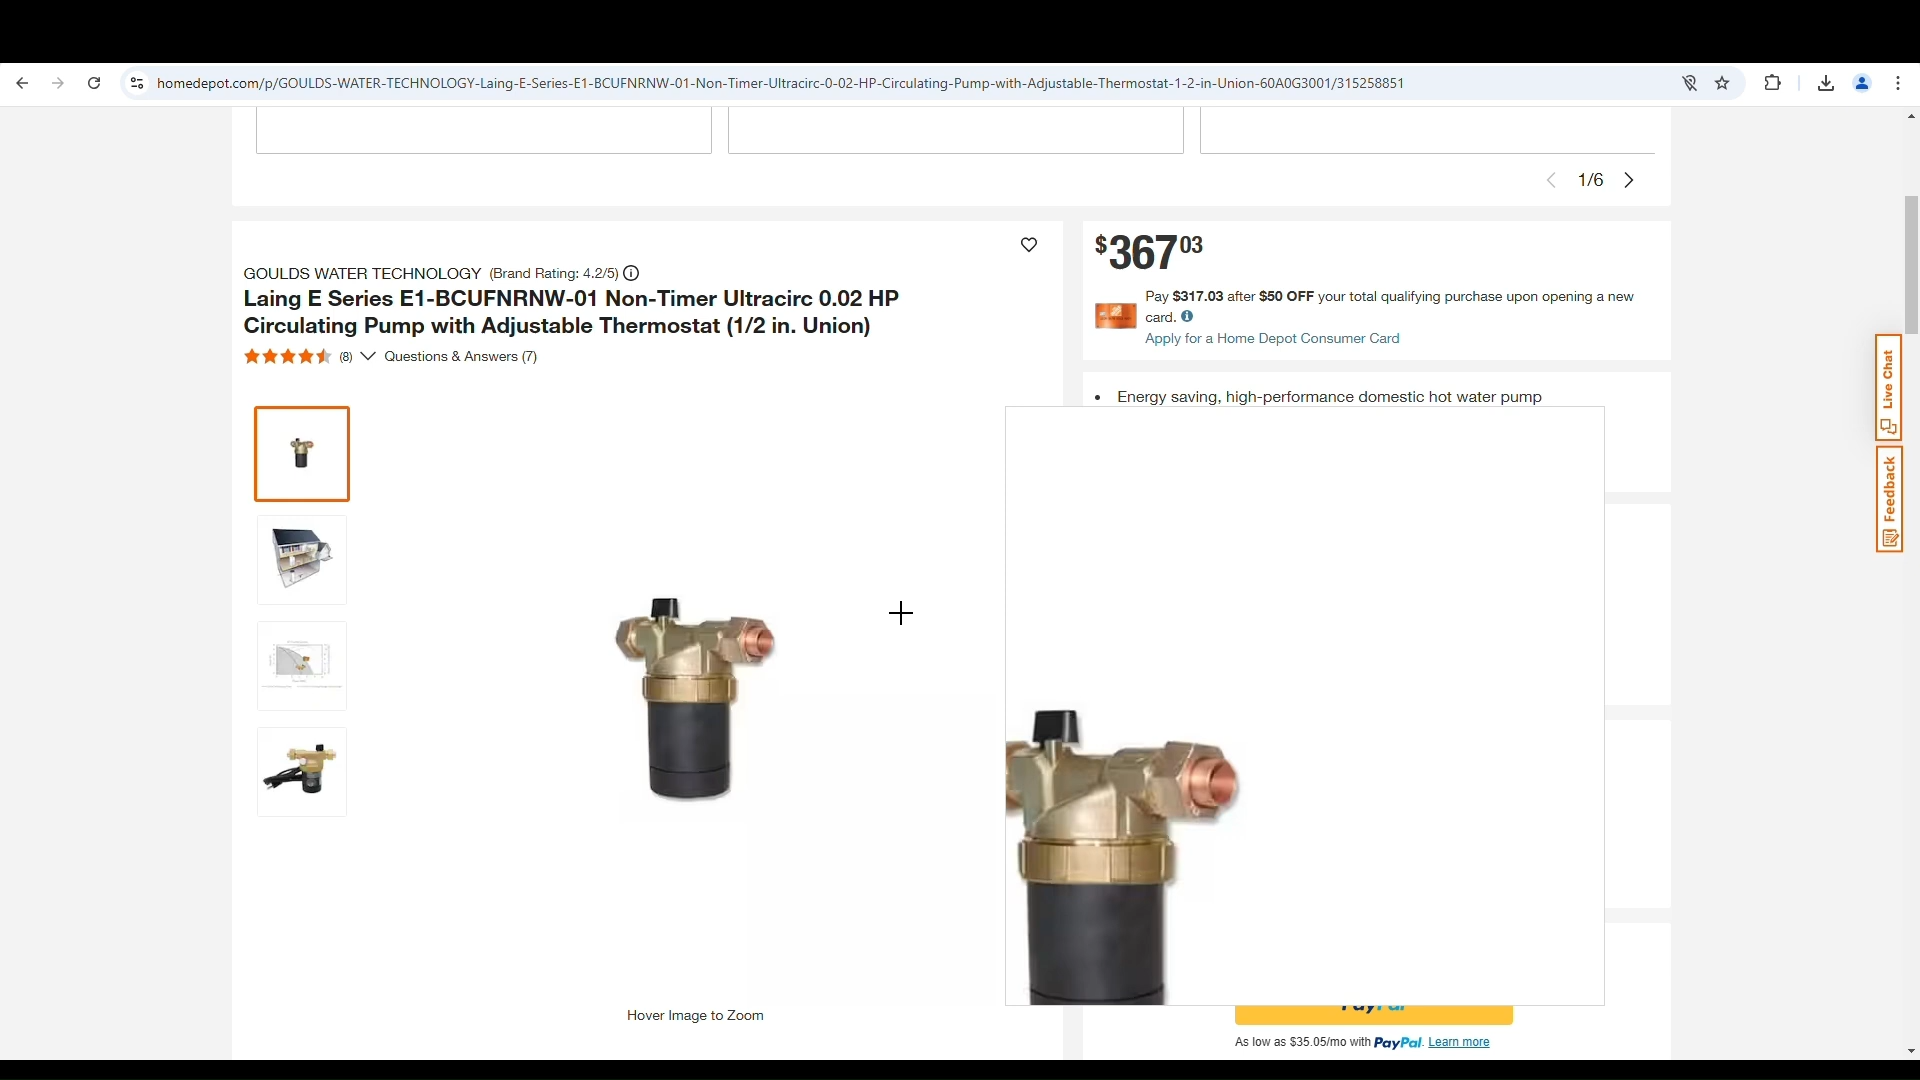 homedepot.com/p/GOULDS-WATER-TECHNOLOGY-Laing-E-Series-E1-BCUFNRNW-01-Non-Timer-Ultracirc-0-02-HP-Circulating-Pump-with-Adjustable-Thermostat-1-2-in-Union-60A0G3001/315258851
1/6
GOULDS WATER TECHNOLOGY (Brand Rating: 4.2/5)
Laing E Series E1-BCUFNRNW-01 Non-Timer Ultracirc 0.02 HP
Circulating Pump with Adjustable Thermostat (1/2 in. Union)
(8) Questions & Answers (7)
Hover Image to Zoom
$367 03
Pay $317.03 after $50 OFF your total qualifying purchase upon opening a new
card.
Apply for a Home Depot Consumer Card
• Energy saving, high-performance domestic hot water pump
PayPal
As low as $35.05/mo with PayPal. Learn more
Live Chat
Feedback